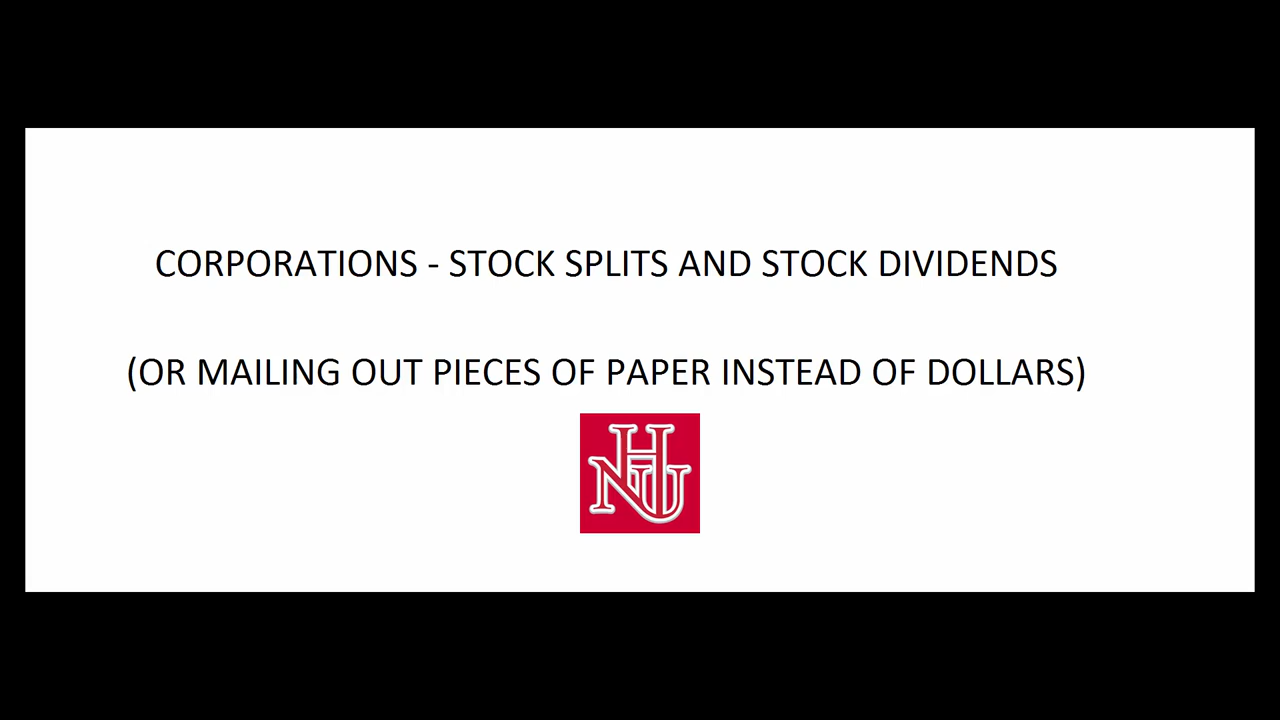 CORPORATIONS - STOCK SPLITS AND STOCK DIVIDENDS
(OR MAILING OUT PIECES OF PAPER INSTEAD OF DOLLARS)
HNU